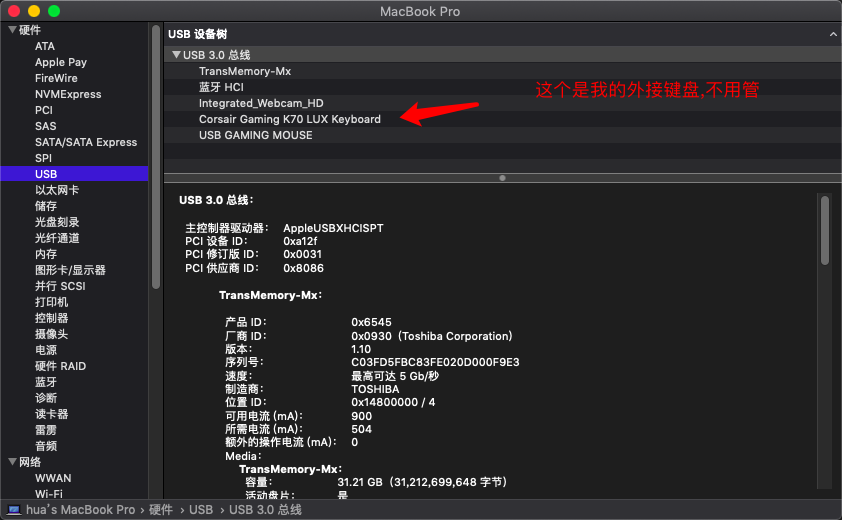 MacBook Pro
硬件
ATA
Apple Pay
FireWire
NVMExpress
PCI
SAS
SATA/SATA Express
SPI
USB
以太网卡
储存
光盘刻录
光纤通道
内存
图形卡/显示器
并行 SCSI
打印机
控制器
摄像头
电源
硬件 RAID
蓝牙
诊断
读卡器
雷雳
音频
网络
WWAN
Wi-Fi
USB 设备树
USB 3.0 总线
TransMemory-Mx
蓝牙 HCI
Integrated_Webcam_HD
Corsair Gaming K70 LUX Keyboard
USB GAMING MOUSE
这个是我的外接键盘,不用管
USB 3.0 总线：
主控制器驱动器： AppleUSBXHCISPT
PCI 设备 ID： 0xa12f
PCI 修订版 ID： 0x0031
PCI 供应商 ID： 0x8086
TransMemory-Mx：
产品 ID： 0x6545
厂商 ID： 0x0930（Toshiba Corporation）
版本： 1.10
序列号： C03FD5FBC83FE020D000F9E3
速度： 最高可达 5 Gb/秒
制造商： TOSHIBA
位置 ID： 0x14800000 / 4
可用电流 (mA)： 900
所需电流 (mA)： 504
额外的操作电流 (mA)： 0
Media：
TransMemory-Mx：
容量： 31.21 GB（31,212,699,648 字节）
活动盘片： 是
hua's MacBook Pro › 硬件 › USB › USB 3.0 总线